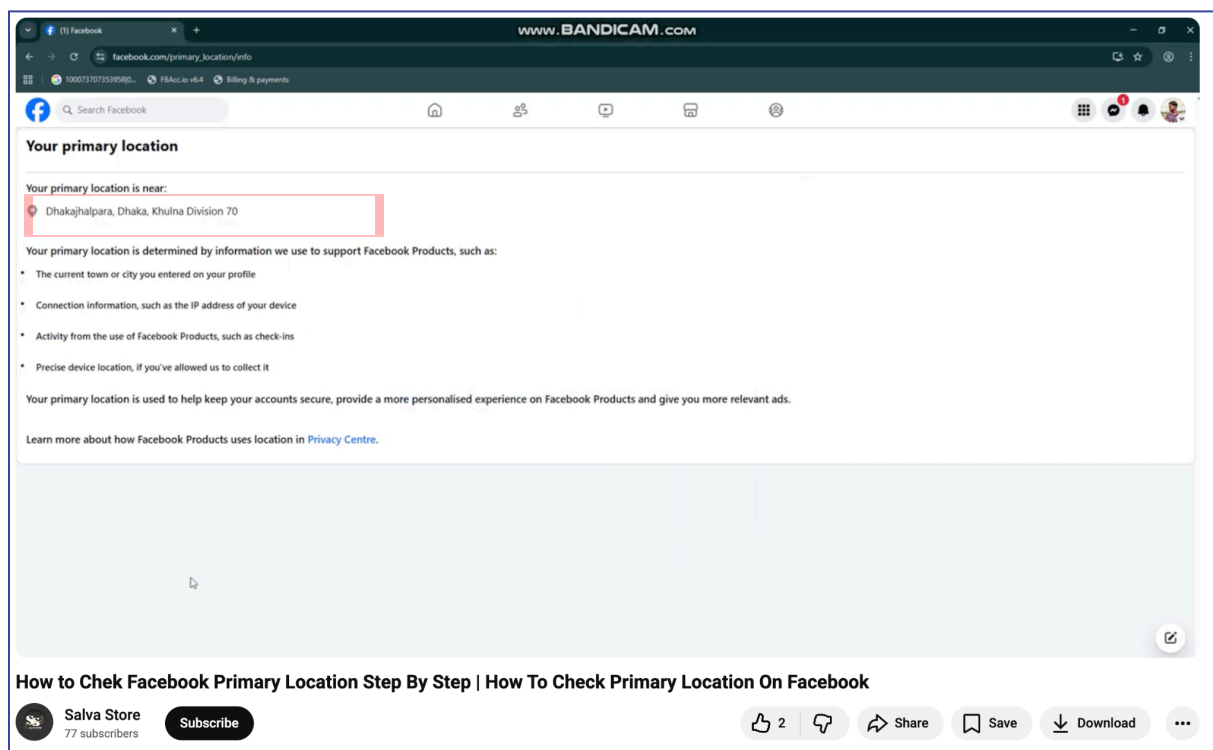 (1) Facebook
www.BANDICAM.com
facebook.com/primary_location/info
100073707353958|0...
FBAcc.io v6.4
Billing & payments
Search Facebook
1
Your primary location
Your primary location is near:
Dhakajhalpara, Dhaka, Khulna Division 70
Your primary location is determined by information we use to support Facebook Products, such as:
• The current town or city you entered on your profile
• Connection information, such as the IP address of your device
• Activity from the use of Facebook Products, such as check-ins
• Precise device location, if you've allowed us to collect it
Your primary location is used to help keep your accounts secure, provide a more personalised experience on Facebook Products and give you more relevant ads.
Learn more about how Facebook Products uses location in Privacy Centre.
How to Chek Facebook Primary Location Step By Step | How To Check Primary Location On Facebook
Salva Store
77 subscribers
Subscribe
2
Share
Save
Download